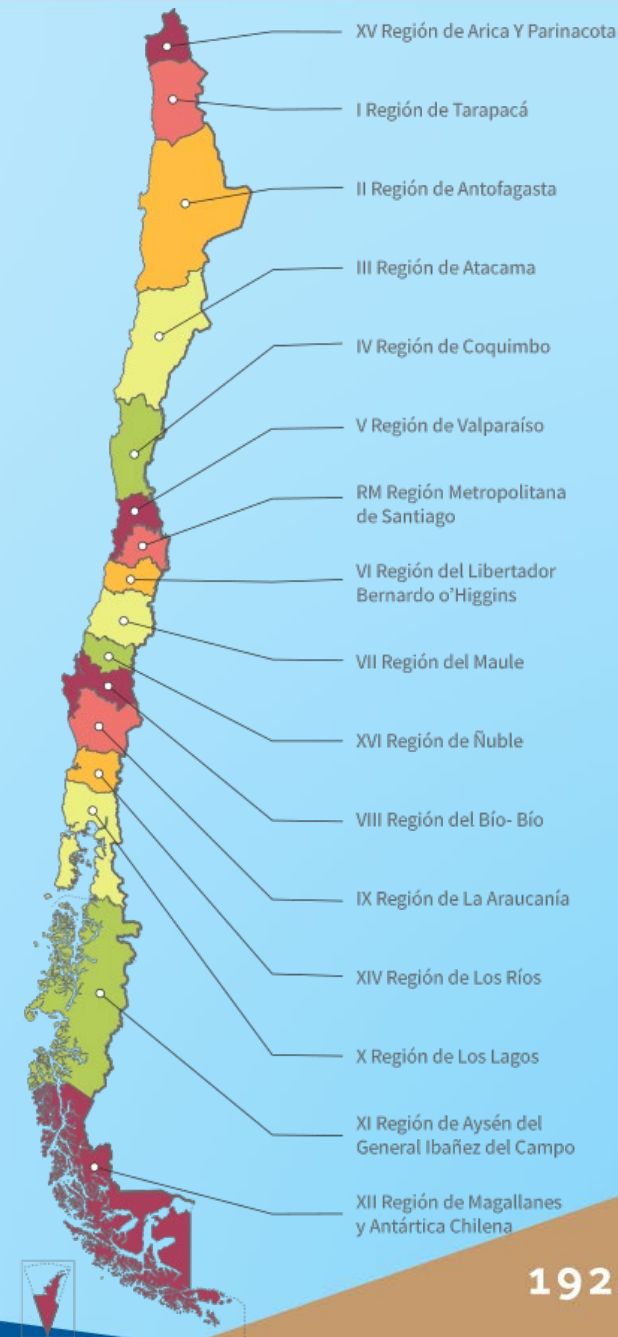 XV Región de Arica Y Parinacota
I Región de Tarapacá
II Región de Antofagasta
III Región de Atacama
IV Región de Coquimbo
V Región de Valparaíso
RM Región Metropolitana
de Santiago
VI Región del Libertador
Bernardo o'Higgins
VII Región del Maule
XVI Región de Ñuble
VIII Región del Bío- Bío
IX Región de La Araucanía
XIV Región de Los Ríos
X Región de Los Lagos
XI Región de Aysén del
General Ibañez del Campo
XII Región de Magallanes
y Antártica Chilena
192